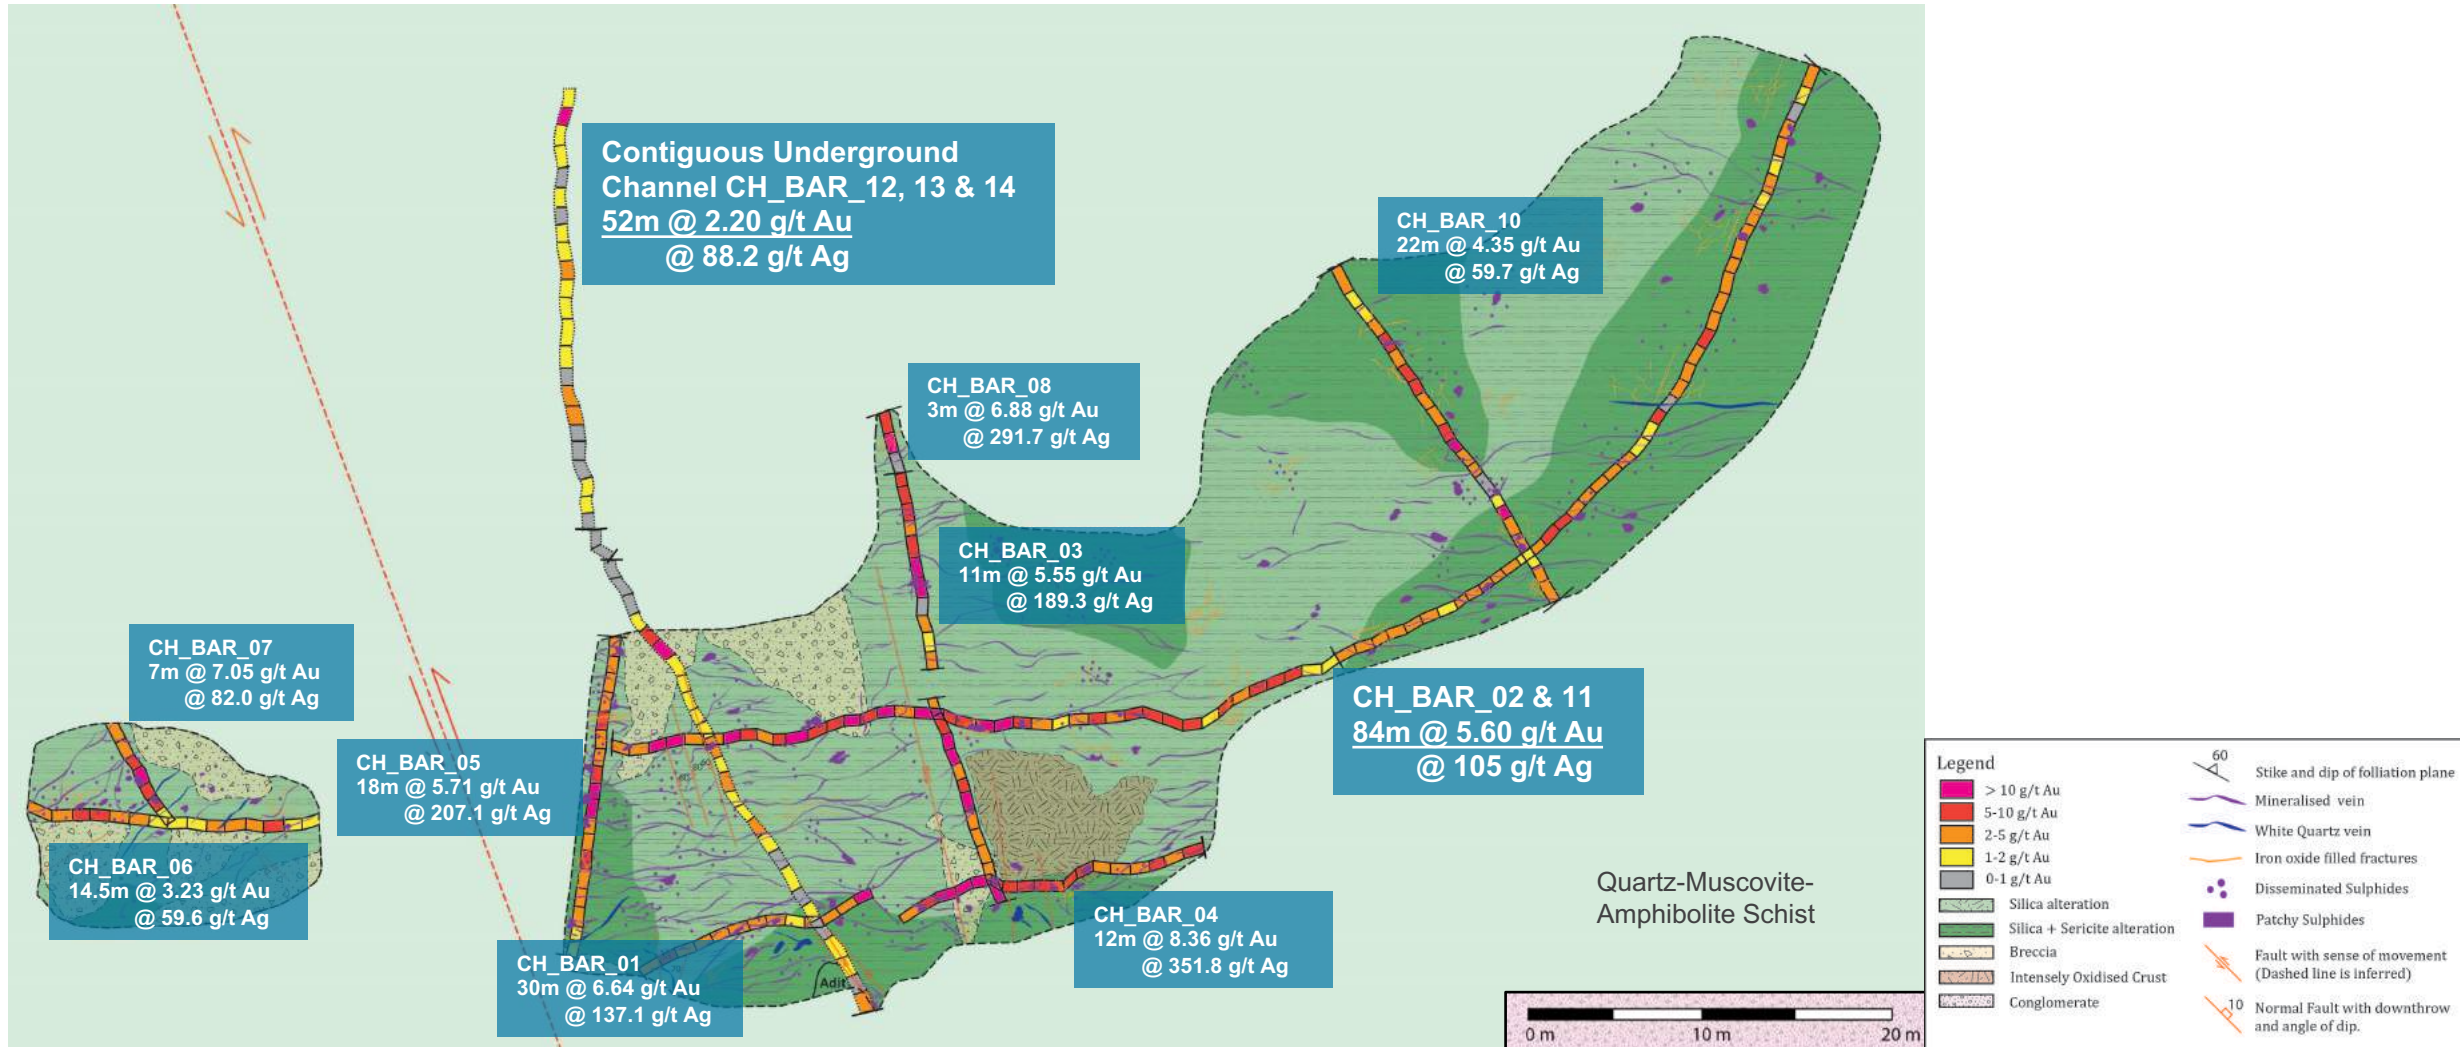 Contiguous Underground
Channel CH_BAR_12, 13 & 14
52m @ 2.20 g/t Au
@ 88.2 g/t Ag
CH_BAR_10
22m @ 4.35 g/t Au
@ 59.7 g/t Ag
CH_BAR_08
3m @ 6.88 g/t Au
@ 291.7 g/t Ag
CH_BAR_03
11m @ 5.55 g/t Au
@ 189.3 g/t Ag
CH_BAR_07
7m @ 7.05 g/t Au
@ 82.0 g/t Ag
CH_BAR_02 & 11
84m @ 5.60 g/t Au
@ 105 g/t Ag
CH_BAR_05
18m @ 5.71 g/t Au
@ 207.1 g/t Ag
CH_BAR_06
14.5m @ 3.23 g/t Au
@ 59.6 g/t Ag
CH_BAR_04
12m @ 8.36 g/t Au
@ 351.8 g/t Ag
CH_BAR_01
30m @ 6.64 g/t Au
@ 137.1 g/t Ag
Adit
Quartz-Muscovite-
Amphibolite Schist
0 m 10 m 20 m
Legend
> 10 g/t Au
5-10 g/t Au
2-5 g/t Au
1-2 g/t Au
0-1 g/t Au
Silica alteration
Silica + Sericite alteration
Breccia
Intensely Oxidised Crust
Conglomerate
60
Stike and dip of folliation plane
Mineralised vein
White Quartz vein
Iron oxide filled fractures
Disseminated Sulphides
Patchy Sulphides
Fault with sense of movement
(Dashed line is inferred)
10
Normal Fault with downthrow
and angle of dip.